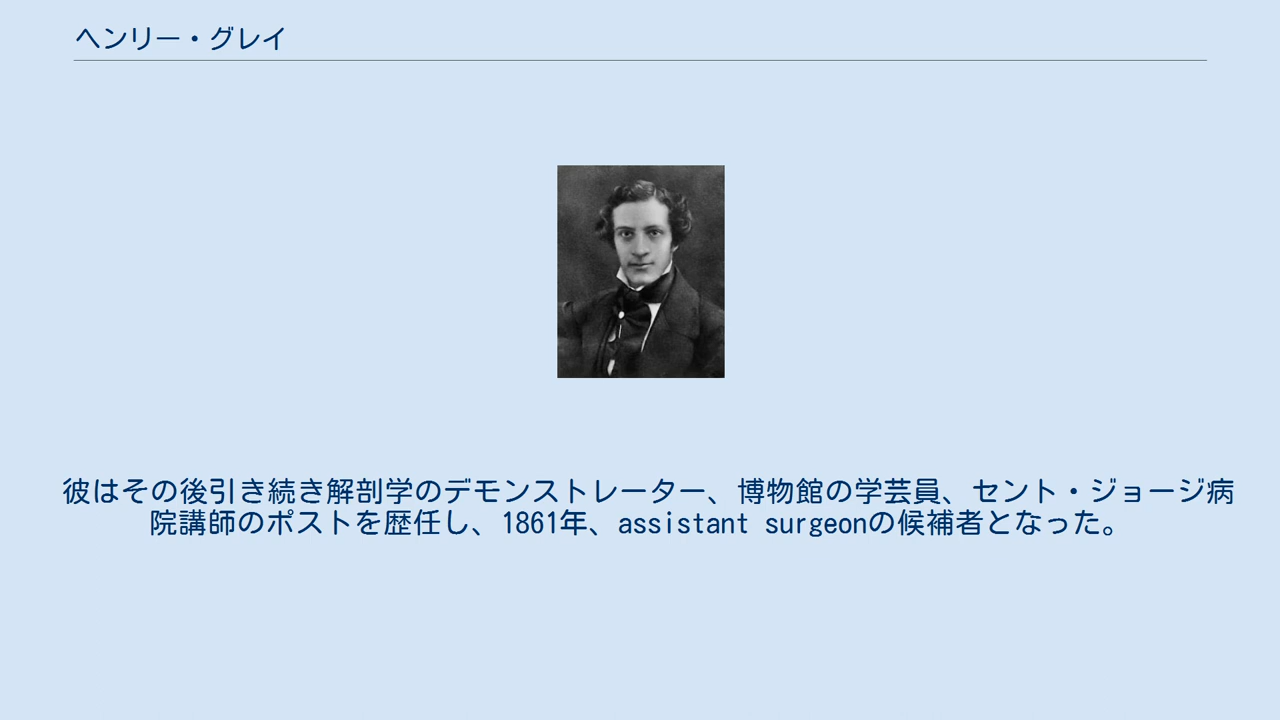 ヘンリー・グレイ
彼はその後引き続き解剖学のデモンストレーター、博物館の学芸員、セント・ジョージ病
院講師のポストを歴任し、1861年、assistant surgeonの候補者となった。